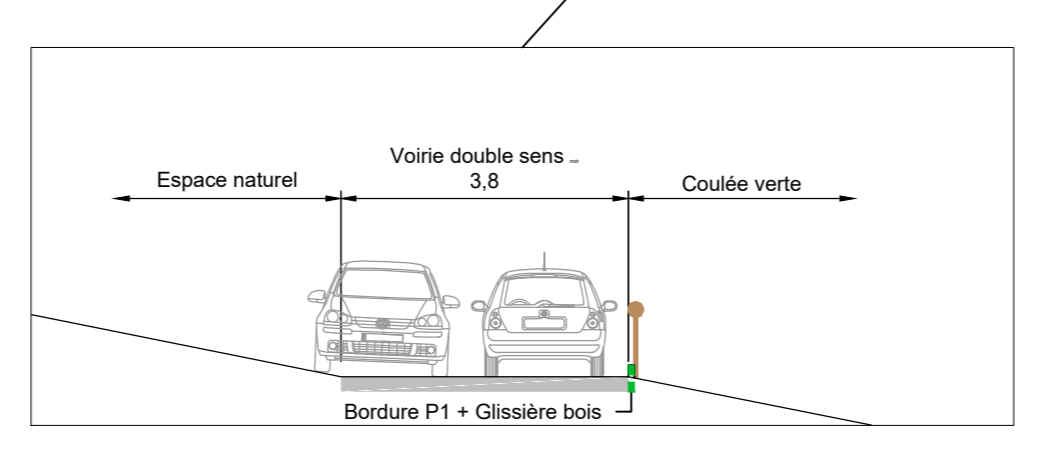 Voirie double sens
3,8
Espace naturel
Coulée verte
Bordure P1 + Glissière bois